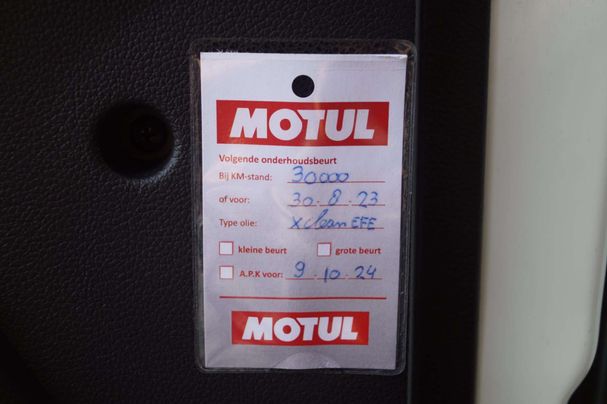 MOTUL
Volgende onderhoudsbeurt
Bij KM-stand: 30000
of voor: 30.8.23
Type olie: xclean EFE
kleine beurt grote beurt
A.P.K voor: 9.10.24
MOTUL